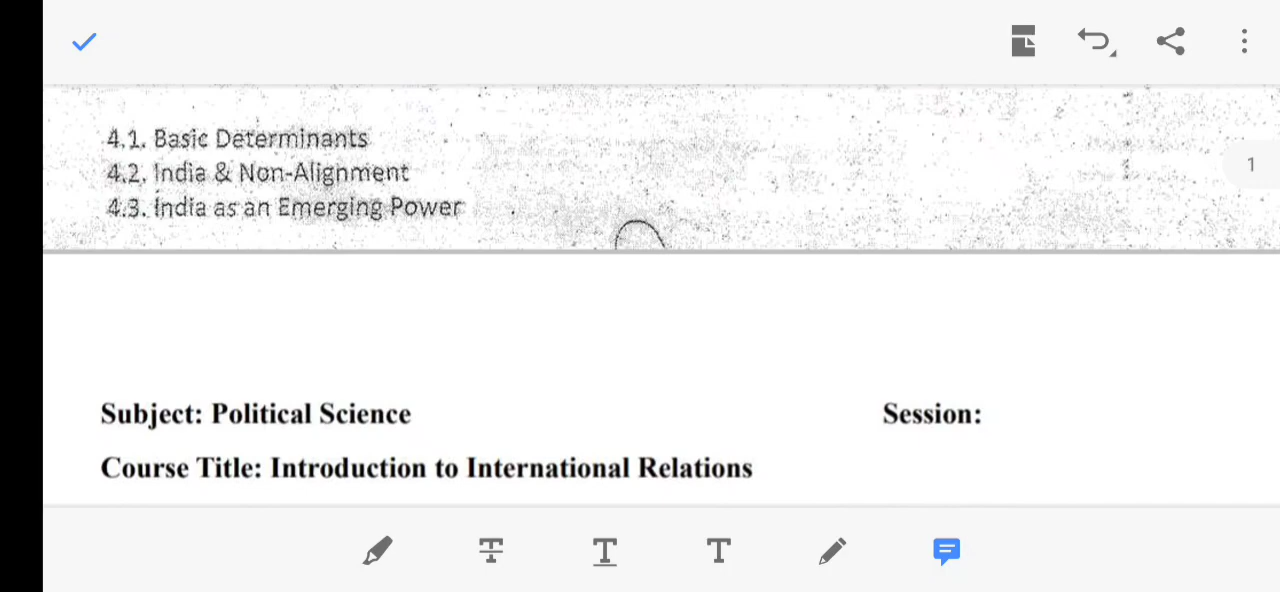 4.1. Basic Determinants
4.2. India & Non-Alignment
4.3. India as an Emerging Power
1
Subject: Political Science Session:
Course Title: Introduction to International Relations